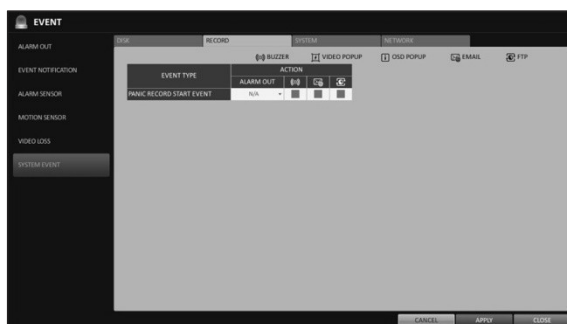 EVENT
ALARM OUT
EVENT NOTIFICATION
ALARM SENSOR
MOTION SENSOR
VIDEO LOSS
SYSTEM EVENT
DISK RECORD SYSTEM NETWORK
BUZZER VIDEO POPUP OSD POPUP EMAIL FTP
EVENT TYPE ACTION
ALARM OUT
PANIC RECORD START EVENT N/A
CANCEL APPLY CLOSE